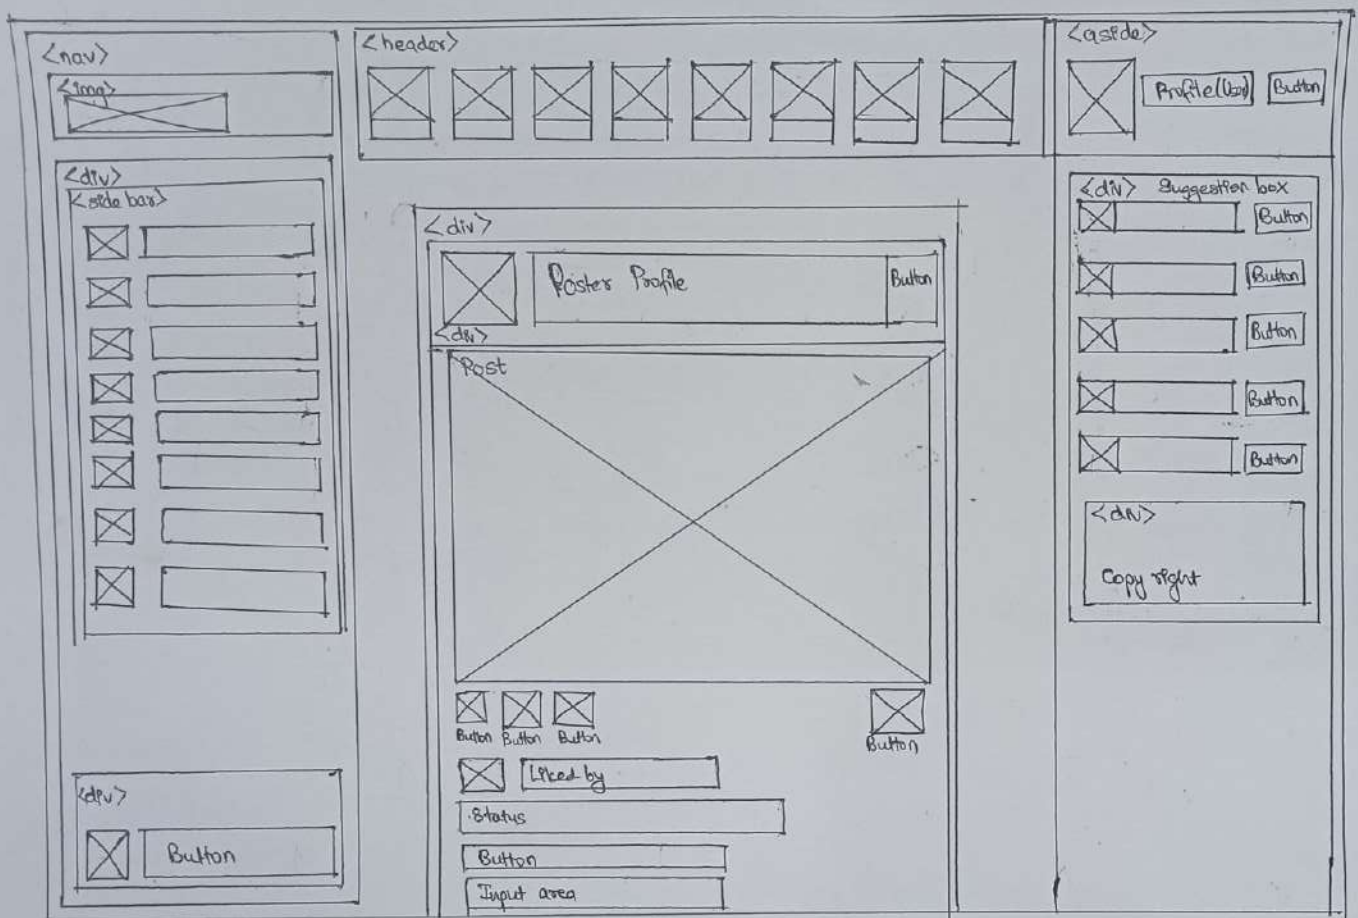 <nav>
<img>
<div>
<side bar>
<div>
Button
<header>
<div>
Poster Profile
Button
<div>
Post
Button
Button
Button
Button
Liked by
Status
Button
Input area
<aside>
Profile(User)
Button
<div> Suggestion box
Button
Button
Button
Button
Button
<div>
Copy right